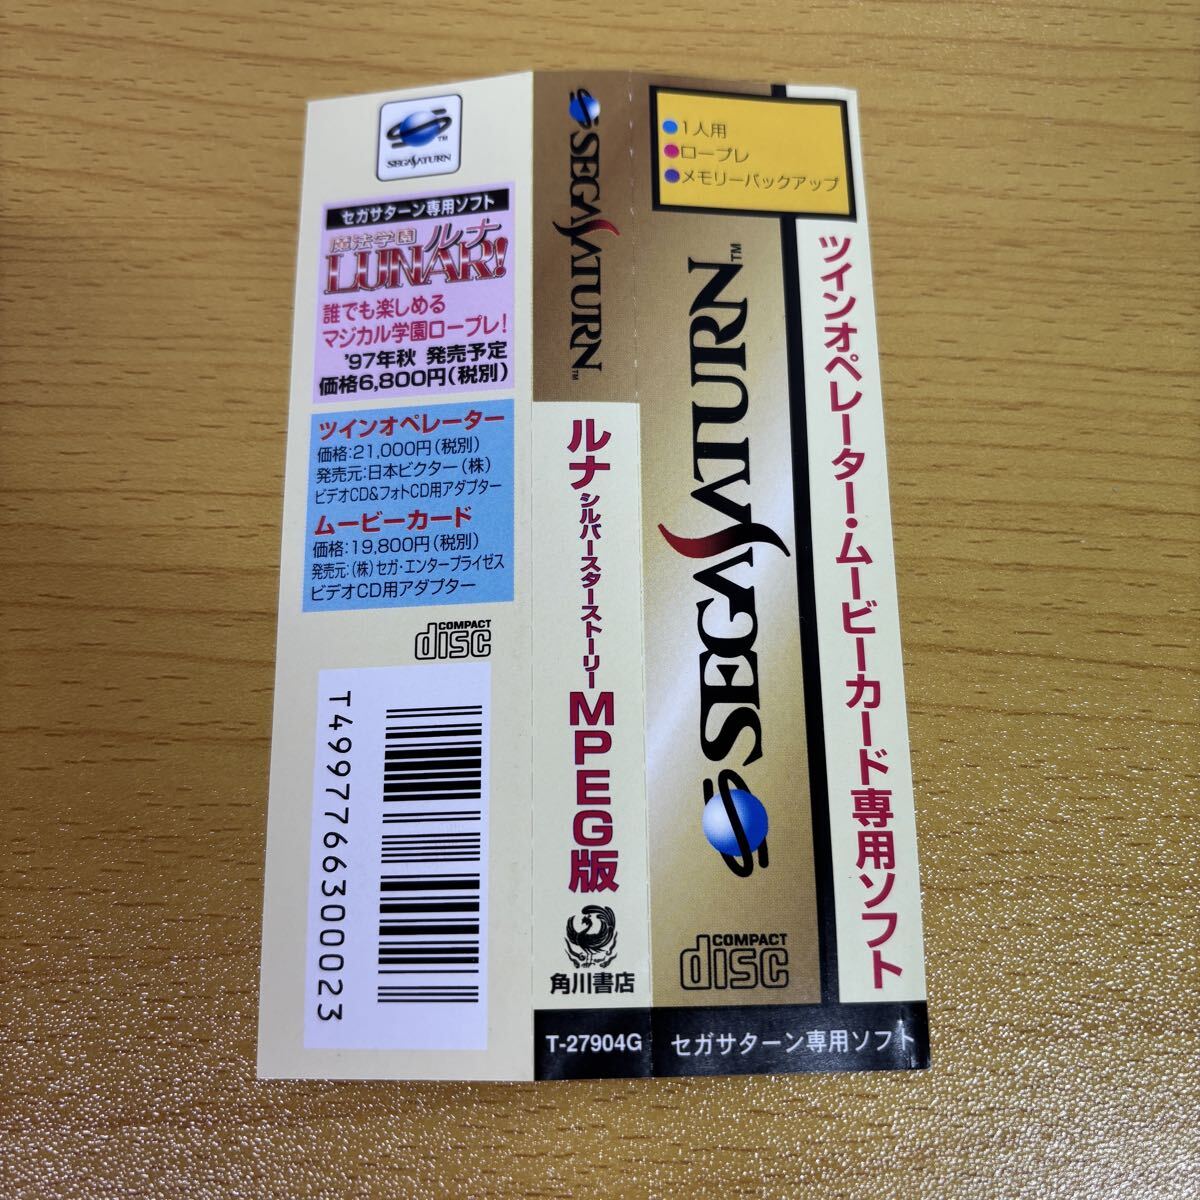 SEGASATURN
TM
セガサターン専用ソフト
魔法学園 ルナ
LUNAR!
誰でも楽しめる
マジカル学園ロープレ!
'97年秋 発売予定
価格6,800円(税別)
ツインオペレーター
価格:21,000円(税別)
発売元:日本ビクター(株)
ビデオCD&フォトCD用アダプター
ムービーカード
価格:19,800円(税別)
発売元:(株)セガ・エンタープライゼス
ビデオCD用アダプター
COMPACT
disc
T4997766300023
SEGASATURN
TM
ルナ シルバースターストーリー MPEG版
角川書店
T-27904G
●1人用
●ロープレ
●メモリーバックアップ
SEGASATURN
TM
COMPACT
disc
セガサターン専用ソフト
ツインオペレーター・ムービーカード専用ソフト